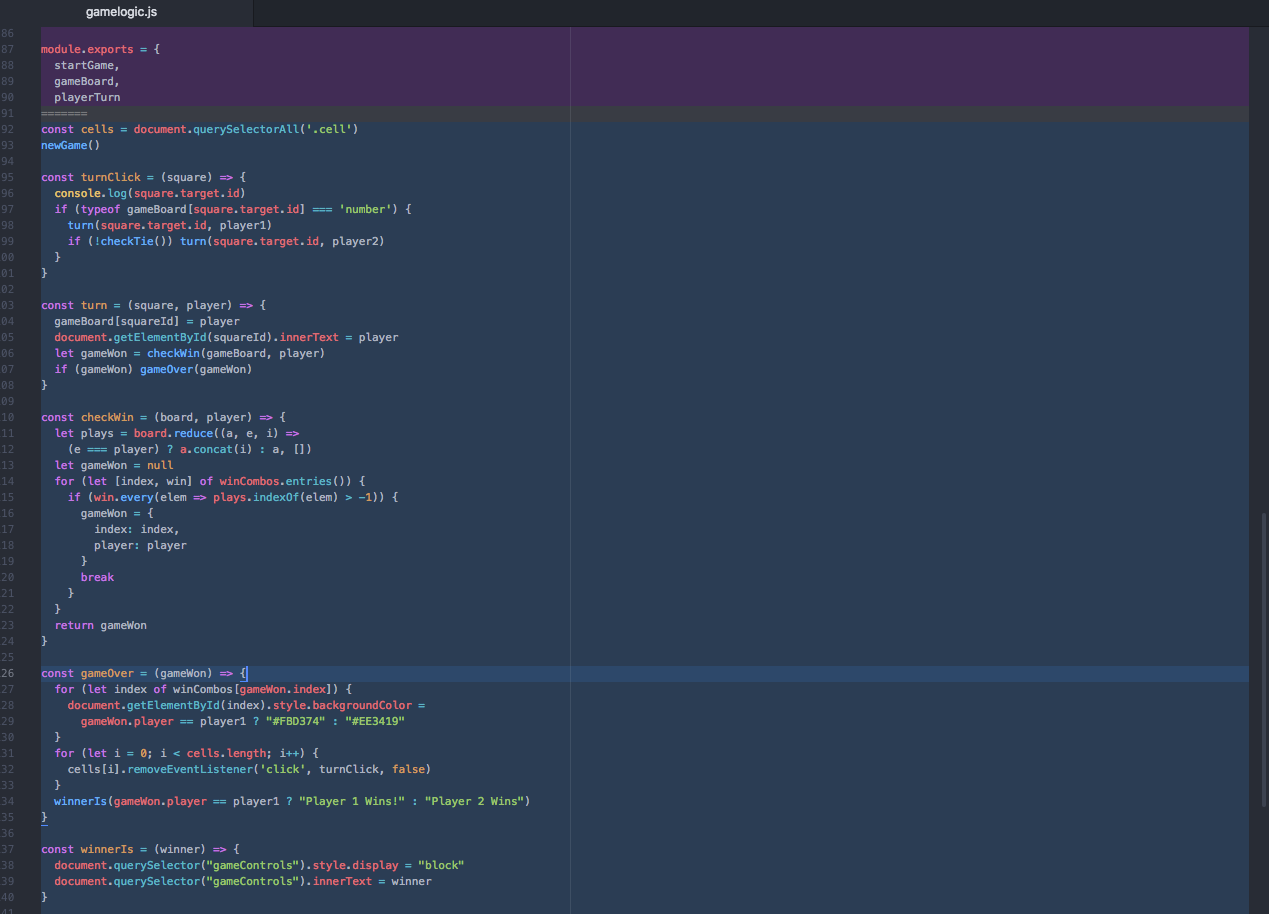 gamelogic.js
86
87 module.exports = {
88   startGame,
89   gameBoard,
90   playerTurn
91 =======
92 const cells = document.querySelectorAll('.cell')
93 newGame()
94
95 const turnClick = (square) => {
96   console.log(square.target.id)
97   if (typeof gameBoard[square.target.id] === 'number') {
98     turn(square.target.id, player1)
99     if (!checkTie()) turn(square.target.id, player2)
00   }
01 }
02
03 const turn = (square, player) => {
04   gameBoard[squareId] = player
05   document.getElementById(squareId).innerText = player
06   let gameWon = checkWin(gameBoard, player)
07   if (gameWon) gameOver(gameWon)
08 }
09
10 const checkWin = (board, player) => {
11   let plays = board.reduce((a, e, i) =>
12     (e === player) ? a.concat(i) : a, [])
13   let gameWon = null
14   for (let [index, win] of winCombos.entries()) {
15     if (win.every(elem => plays.indexOf(elem) > -1)) {
16       gameWon = {
17         index: index,
18         player: player
19       }
20       break
21     }
22   }
23   return gameWon
24 }
25
26 const gameOver = (gameWon) => {
27   for (let index of winCombos[gameWon.index]) {
28     document.getElementById(index).style.backgroundColor =
29       gameWon.player == player1 ? "#FBD374" : "#EE3419"
30   }
31   for (let i = 0; i < cells.length; i++) {
32     cells[i].removeEventListener('click', turnClick, false)
33   }
34   winnerIs(gameWon.player == player1 ? "Player 1 Wins!" : "Player 2 Wins")
35 }
36
37 const winnerIs = (winner) => {
38   document.querySelector("gameControls").style.display = "block"
39   document.querySelector("gameControls").innerText = winner
40 }
41